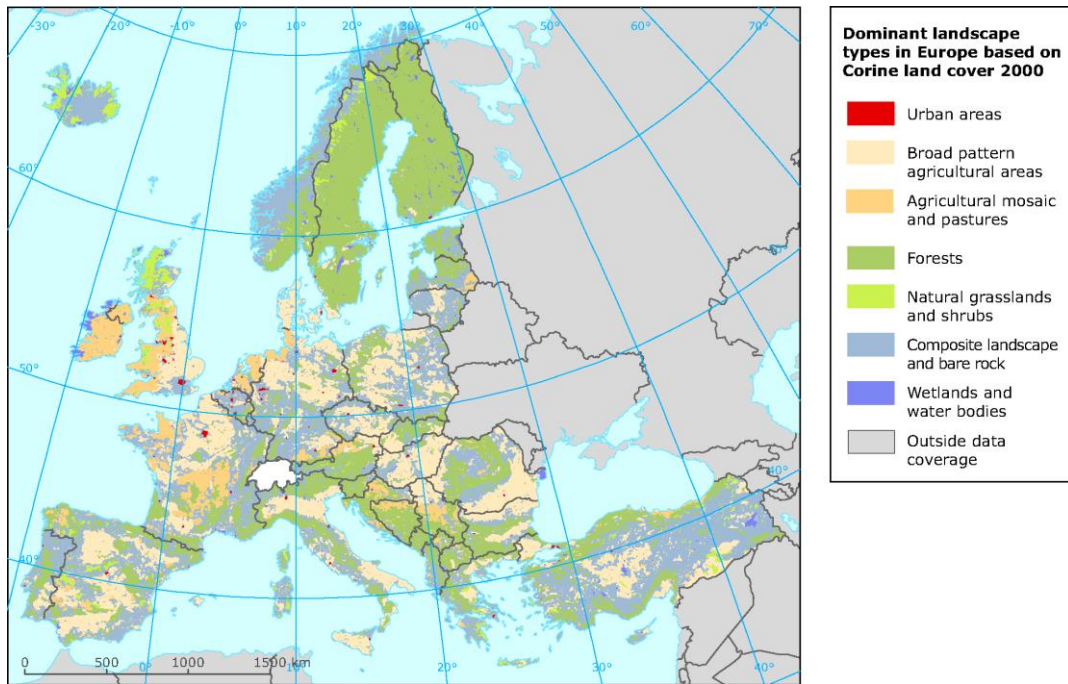 -30° -20° -10° 0° 10° 20° 30° 40° 50° 60° 70°
60°
50°
40°
50°
40°
0 500 1000 1500 km
0° 10° 20° 30° 40°
Dominant landscape
types in Europe based on
Corine land cover 2000
Urban areas
Broad pattern
agricultural areas
Agricultural mosaic
and pastures
Forests
Natural grasslands
and shrubs
Composite landscape
and bare rock
Wetlands and
water bodies
Outside data
coverage